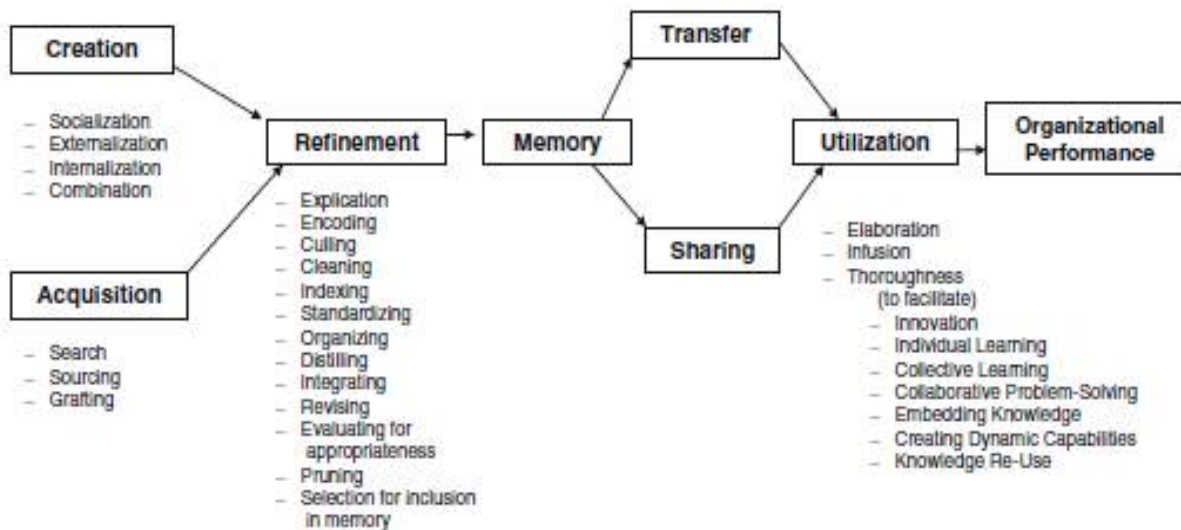 Creation
– Socialization
– Externalization
– Internalization
– Combination
Acquisition
– Search
– Sourcing
– Grafting
Refinement
– Explication
– Encoding
– Culling
– Cleaning
– Indexing
– Standardizing
– Organizing
– Distilling
– Integrating
– Revising
– Evaluating for
appropriateness
– Pruning
– Selection for inclusion
in memory
Memory
Transfer
Sharing
Utilization
– Elaboration
– Infusion
– Thoroughness
(to facilitate)
– Innovation
– Individual Learning
– Collective Learning
– Collaborative Problem-Solving
– Embedding Knowledge
– Creating Dynamic Capabilities
– Knowledge Re-Use
Organizational
Performance